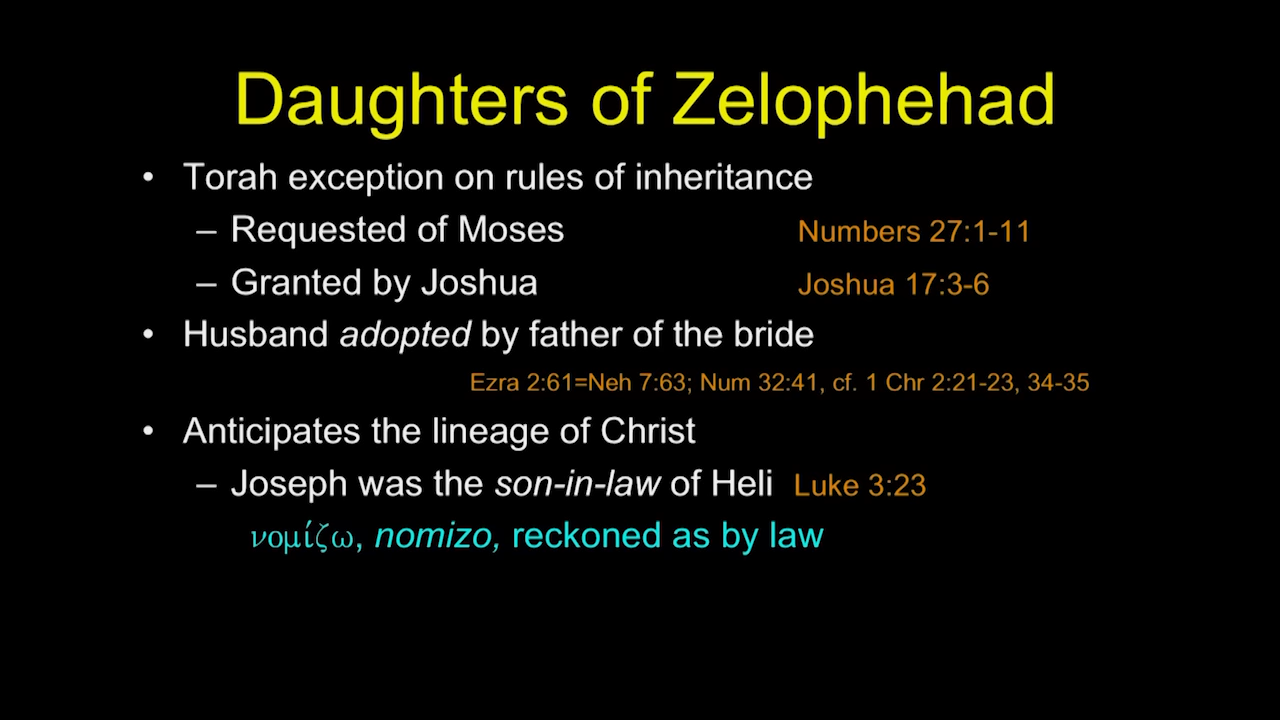 Daughters of Zelophehad
• Torah exception on rules of inheritance
– Requested of Moses Numbers 27:1-11
– Granted by Joshua Joshua 17:3-6
• Husband adopted by father of the bride
Ezra 2:61=Neh 7:63; Num 32:41, cf. 1 Chr 2:21-23, 34-35
• Anticipates the lineage of Christ
– Joseph was the son-in-law of Heli Luke 3:23
νομίζω, nomizo, reckoned as by law